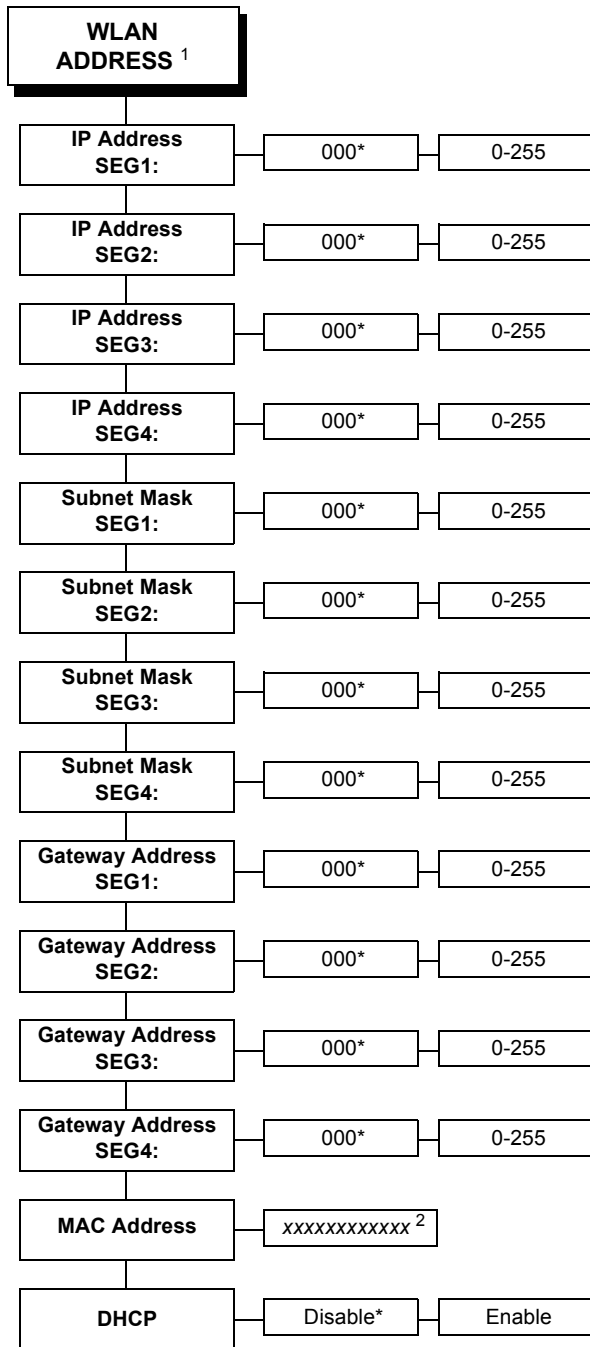 WLAN
ADDRESS 1
IP Address
SEG1:
000*
0-255
IP Address
SEG2:
000*
0-255
IP Address
SEG3:
000*
0-255
IP Address
SEG4:
000*
0-255
Subnet Mask
SEG1:
000*
0-255
Subnet Mask
SEG2:
000*
0-255
Subnet Mask
SEG3:
000*
0-255
Subnet Mask
SEG4:
000*
0-255
Gateway Address
SEG1:
000*
0-255
Gateway Address
SEG2:
000*
0-255
Gateway Address
SEG3:
000*
0-255
Gateway Address
SEG4:
000*
0-255
MAC Address
xxxxxxxxxxxx 2
DHCP
Disable*
Enable